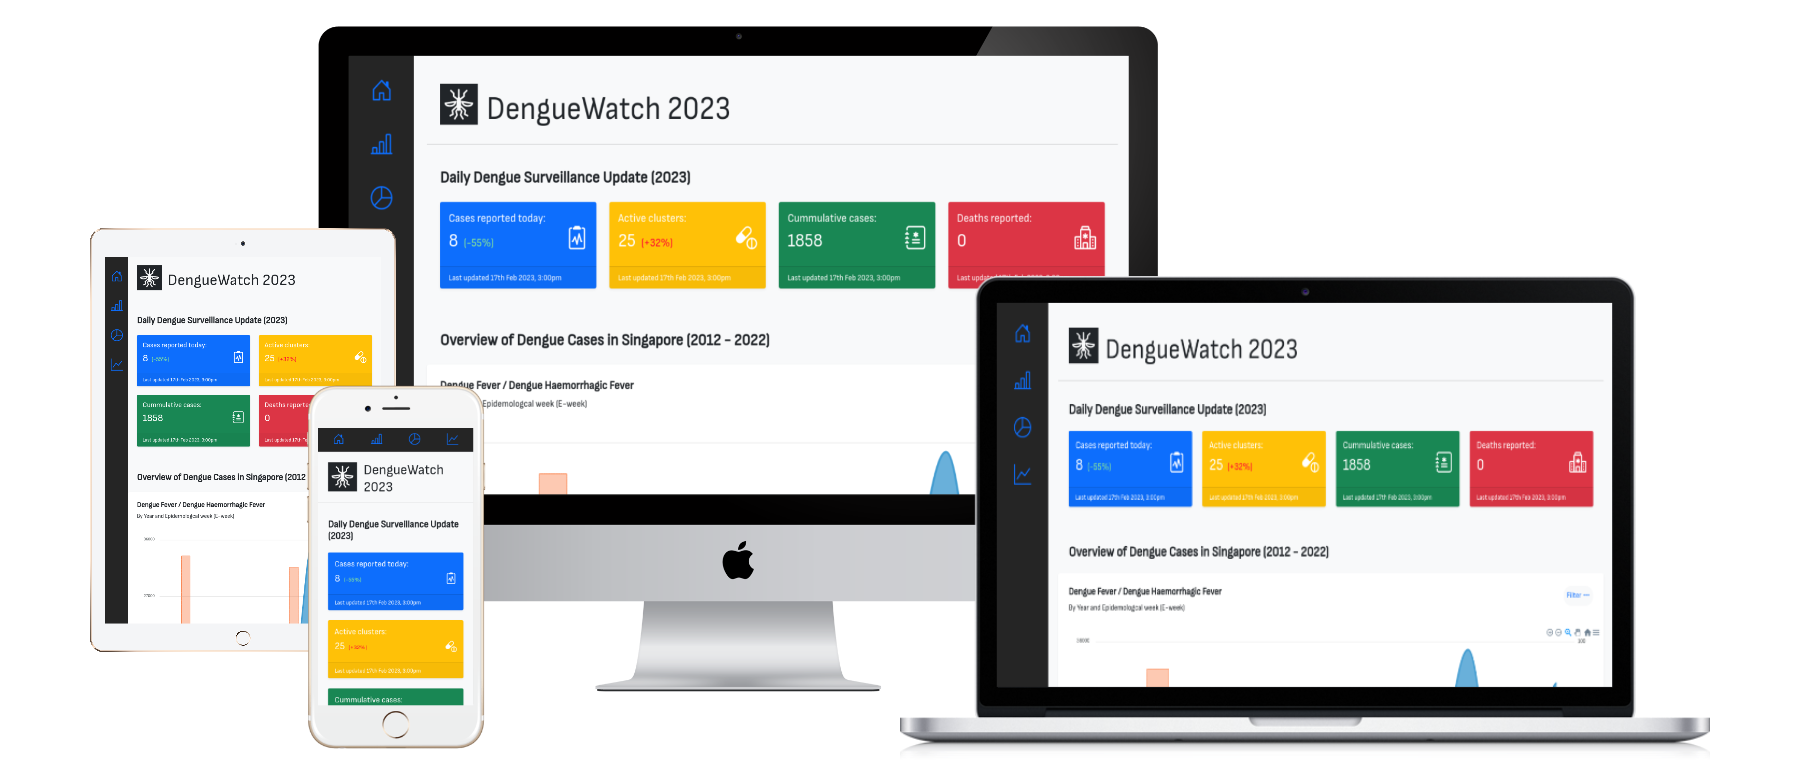 DengueWatch 2023
Daily Dengue Surveillance Update (2023)
Cases reported today:
8 (-55%)
Last updated 17th Feb 2023, 3:00pm
Active clusters:
25 (+32%)
Last updated 17th Feb 2023, 3:00pm
Cummulative cases:
1858
Last updated 17th Feb 2023, 3:00pm
Deaths reported:
0
Last updated 17th Feb 2023, 3:00
Overview of Dengue Cases in Singapore (2012 - 2022)
Dengue Fever / Dengue Haemorrhagic Fever
Epidemologcal week (E-week)
DengueWatch 2023
Daily Dengue Surveillance Update (2023)
Cases reported today:
8 (-55%)
Last updated 17th Feb 2023, 3:00pm
Active clusters:
25 (+32%)
Last updated 17th Feb 2023, 3:00pm
Cummulative cases:
1858
Last updated 17th Feb 2023, 3:00pm
Deaths reporte
0
Last updated 17th F
Overview of Dengue Cases in Singapore (2012
Dengue Fever / Dengue Haemorrhagic Fever
By Year and Epidemologcal week (E-week)
36000
27000
DengueWatch
2023
Daily Dengue Surveillance Update
(2023)
Cases reported today:
8 (-55%)
Last updated 17th Feb 2023, 3:00pm
Active clusters:
25 (+32%)
Last updated 17th Feb 2023, 3:00pm
Cummulative cases:
DengueWatch 2023
Daily Dengue Surveillance Update (2023)
Cases reported today:
8 (-55%)
Last updated 17th Feb 2023, 3:00pm
Active clusters:
25 (+32%)
Last updated 17th Feb 2023, 3:00pm
Cummulative cases:
1858
Last updated 17th Feb 2023, 3:00pm
Deaths reported:
0
Last updated 17th Feb 2023, 3:00pm
Overview of Dengue Cases in Singapore (2012 - 2022)
Dengue Fever / Dengue Haemorrhagic Fever
By Year and Epidemologcal week (E-week)
Filter
36000
100